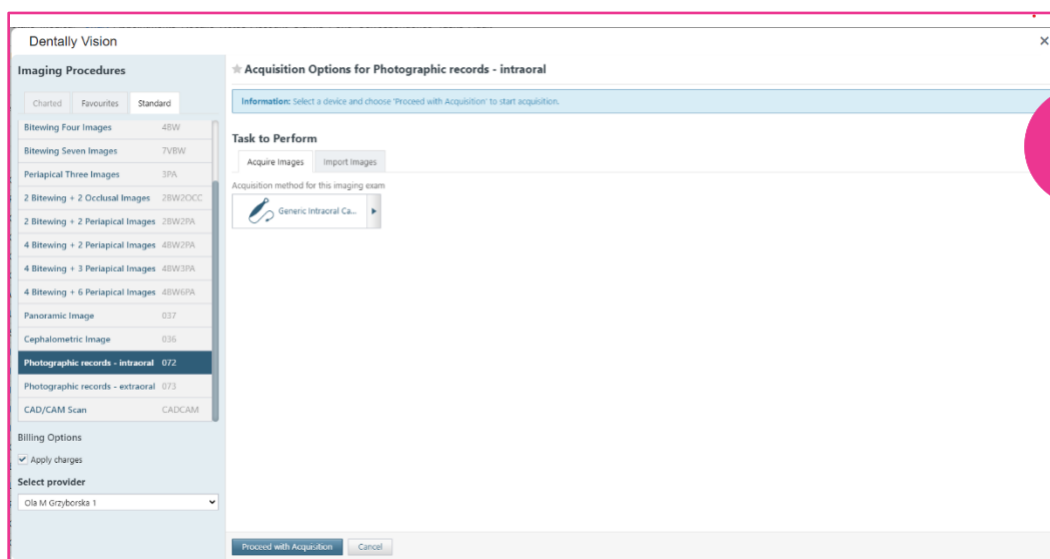 Dentally Vision
Imaging Procedures
Charted Favourites Standard
Bitewing Four Images 4BW
Bitewing Seven Images 7VBW
Periapical Three Images 3PA
2 Bitewing + 2 Occlusal Images 2BW2OCC
2 Bitewing + 2 Periapical Images 2BW2PA
4 Bitewing + 2 Periapical Images 4BW2PA
4 Bitewing + 3 Periapical Images 4BW3PA
4 Bitewing + 6 Periapical Images 4BW6PA
Panoramic Image 037
Cephalometric Image 036
Photographic records - intraoral 072
Photographic records - extraoral 073
CAD/CAM Scan CADCAM
Billing Options
Apply charges
Select provider
Ola M Grzyborska 1
Acquisition Options for Photographic records - intraoral
Information: Select a device and choose 'Proceed with Acquisition' to start acquisition.
Task to Perform
Acquire Images Import Images
Acquisition method for this imaging exam
Generic Intraoral Ca...
Proceed with Acquisition Cancel